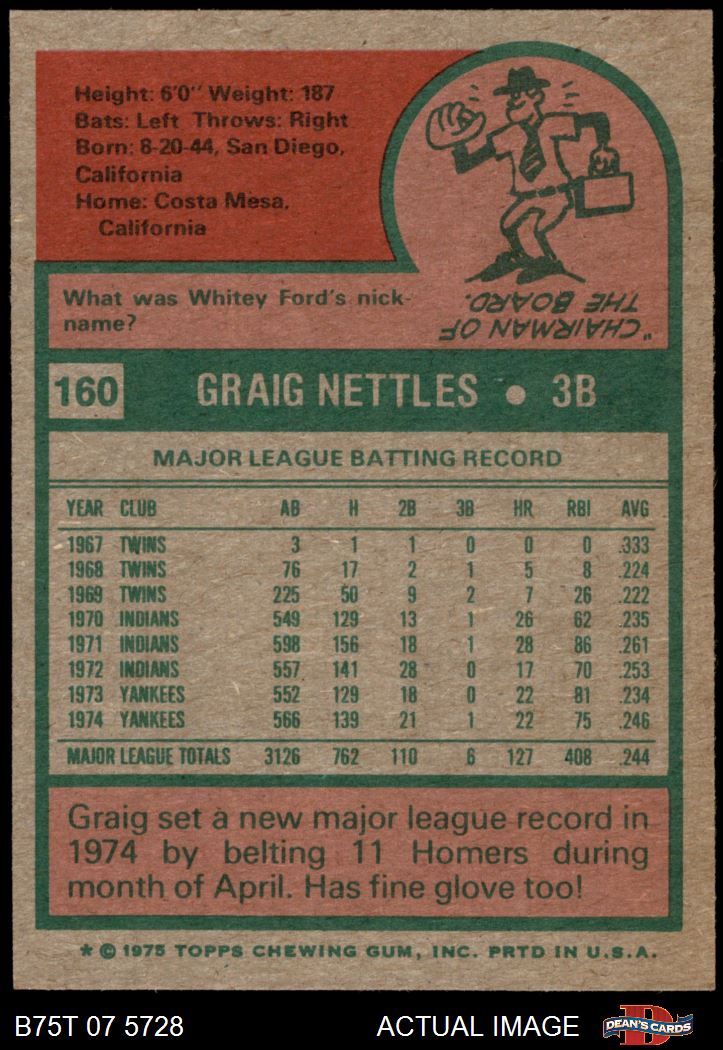 Height: 6'0" Weight: 187
Bats: Left Throws: Right
Born: 8-20-44, San Diego,
California
Home: Costa Mesa,
California
What was Whitey Ford's nick-
name?
"CHAIRMAN OF
THE BOARD.
160 GRAIG NETTLES • 3B
MAJOR LEAGUE BATTING RECORD
YEAR CLUB AB H 2B 3B HR RBI AVG
1967 TWINS 3 1 1 0 0 0 .333
1968 TWINS 76 17 2 1 5 8 .224
1969 TWINS 225 50 9 2 7 26 .222
1970 INDIANS 549 129 13 1 26 62 .235
1971 INDIANS 598 156 18 1 28 86 .261
1972 INDIANS 557 141 28 0 17 70 .253
1973 YANKEES 552 129 18 0 22 81 .234
1974 YANKEES 566 139 21 1 22 75 .246
MAJOR LEAGUE TOTALS 3126 762 110 6 127 408 .244
Graig set a new major league record in
1974 by belting 11 Homers during
month of April. Has fine glove too!
* © 1975 TOPPS CHEWING GUM, INC. PRTD IN U.S.A.
B75T 07 5728 ACTUAL IMAGE DEAN'S CARDS